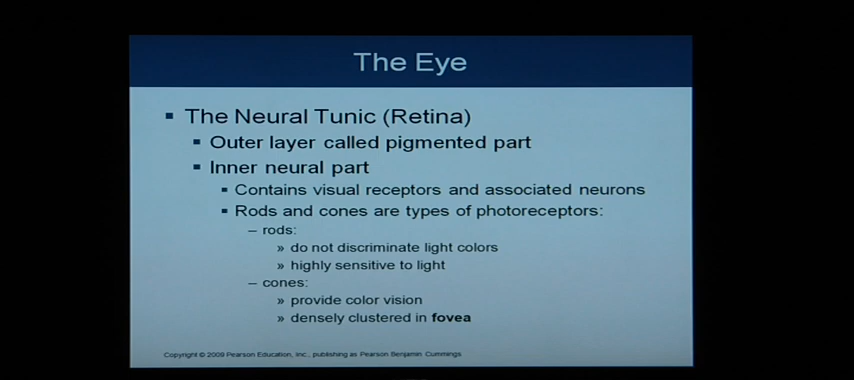 The Eye
▪ The Neural Tunic (Retina)
▪ Outer layer called pigmented part
▪ Inner neural part
▪ Contains visual receptors and associated neurons
▪ Rods and cones are types of photoreceptors:
– rods:
» do not discriminate light colors
» highly sensitive to light
– cones:
» provide color vision
» densely clustered in fovea
Copyright © 2009 Pearson Education, Inc., publishing as Pearson Benjamin Cummings